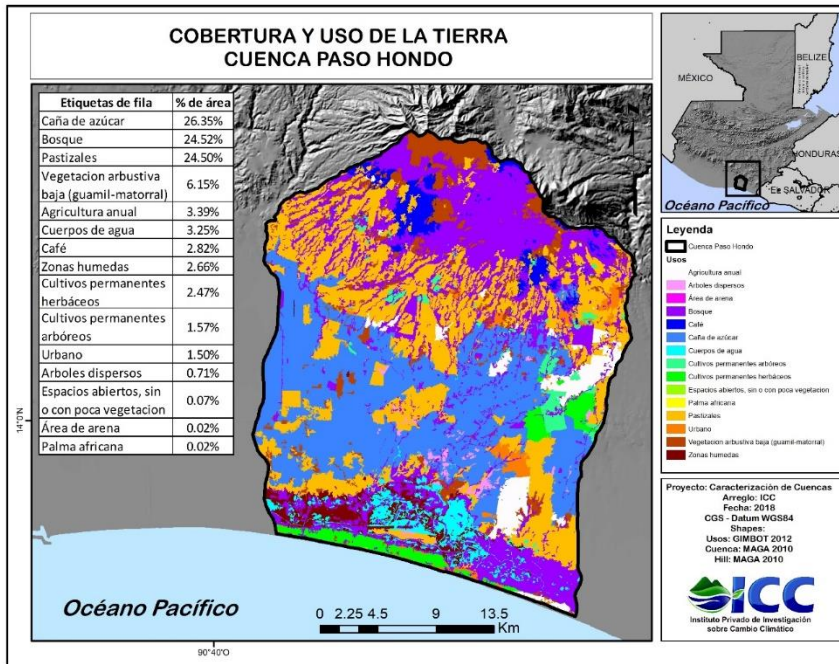 COBERTURA Y USO DE LA TIERRA
CUENCA PASO HONDO
Etiquetas de fila % de área
Caña de azúcar 26.35%
Bosque 24.52%
Pastizales 24.50%
Vegetacion arbustiva
baja (guamil-matorral) 6.15%
Agricultura anual 3.39%
Cuerpos de agua 3.25%
Café 2.82%
Zonas humedas 2.66%
Cultivos permanentes
herbáceos 2.47%
Cultivos permanentes
arbóreos 1.57%
Urbano 1.50%
Arboles dispersos 0.71%
Espacios abiertos, sin
o con poca vegetacion 0.07%
Área de arena 0.02%
Palma africana 0.02%
14°0'N
90°40'O
Océano Pacífico
0 2.25 4.5 9 13.5
Km
MÉXICO
BELIZE
HONDURAS
EL SALVADOR
Océano Pacífico
Leyenda
Cuenca Paso Hondo
Usos
Agricultura anual
Arboles dispersos
Área de arena
Bosque
Café
Caña de azúcar
Cuerpos de agua
Cultivos permanentes arbóreos
Cultivos permanentes herbáceos
Espacios abiertos, sin o con poca vegetacion
Palma africana
Pastizales
Urbano
Vegetacion arbustiva baja (guamil-matorral)
Zonas humedas
Proyecto: Caracterización de Cuencas
Arreglo: ICC
Fecha: 2018
CGS - Datum WGS84
Shapes:
Usos: GIMBOT 2012
Cuenca: MAGA 2010
Hill: MAGA 2010
ICC
Instituto Privado de Investigación
sobre Cambio Climático